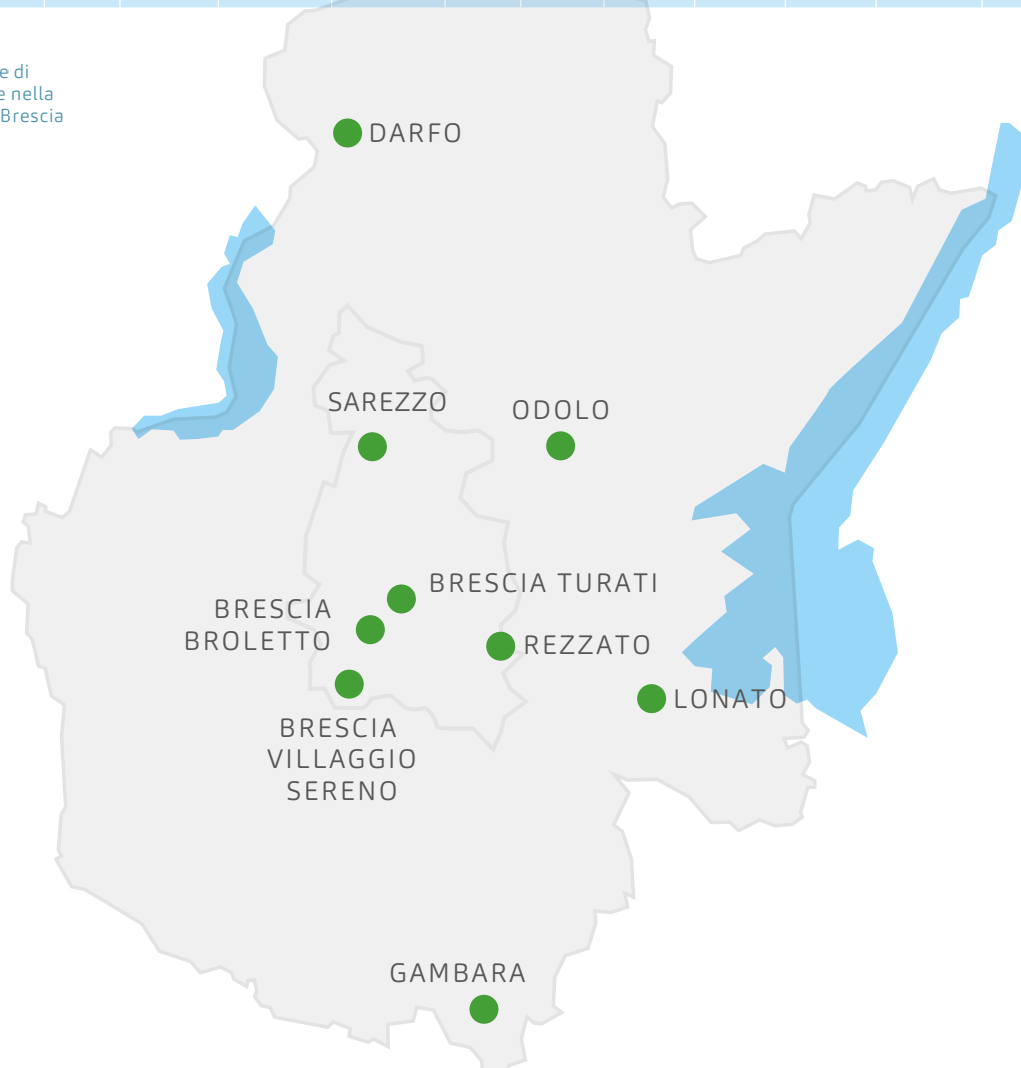 e di
e nella
Brescia
DARFO
SAREZZO
ODOLO
BRESCIA TURATI
BRESCIA
BROLETTO
REZZATO
LONATO
BRESCIA
VILLAGGIO
SERENO
GAMBARA